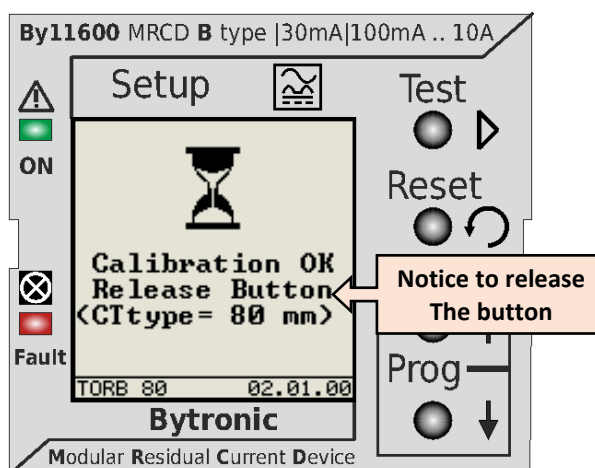 By11600 MRCD B type |30mA|100mA .. 10A
Setup
Test
ON
Reset
Calibration OK
Release Button
(CTtype= 80 mm)
Notice to release
The button
Fault
Prog
TORB 80 02.01.00
Bytronic
Modular Residual Current Device